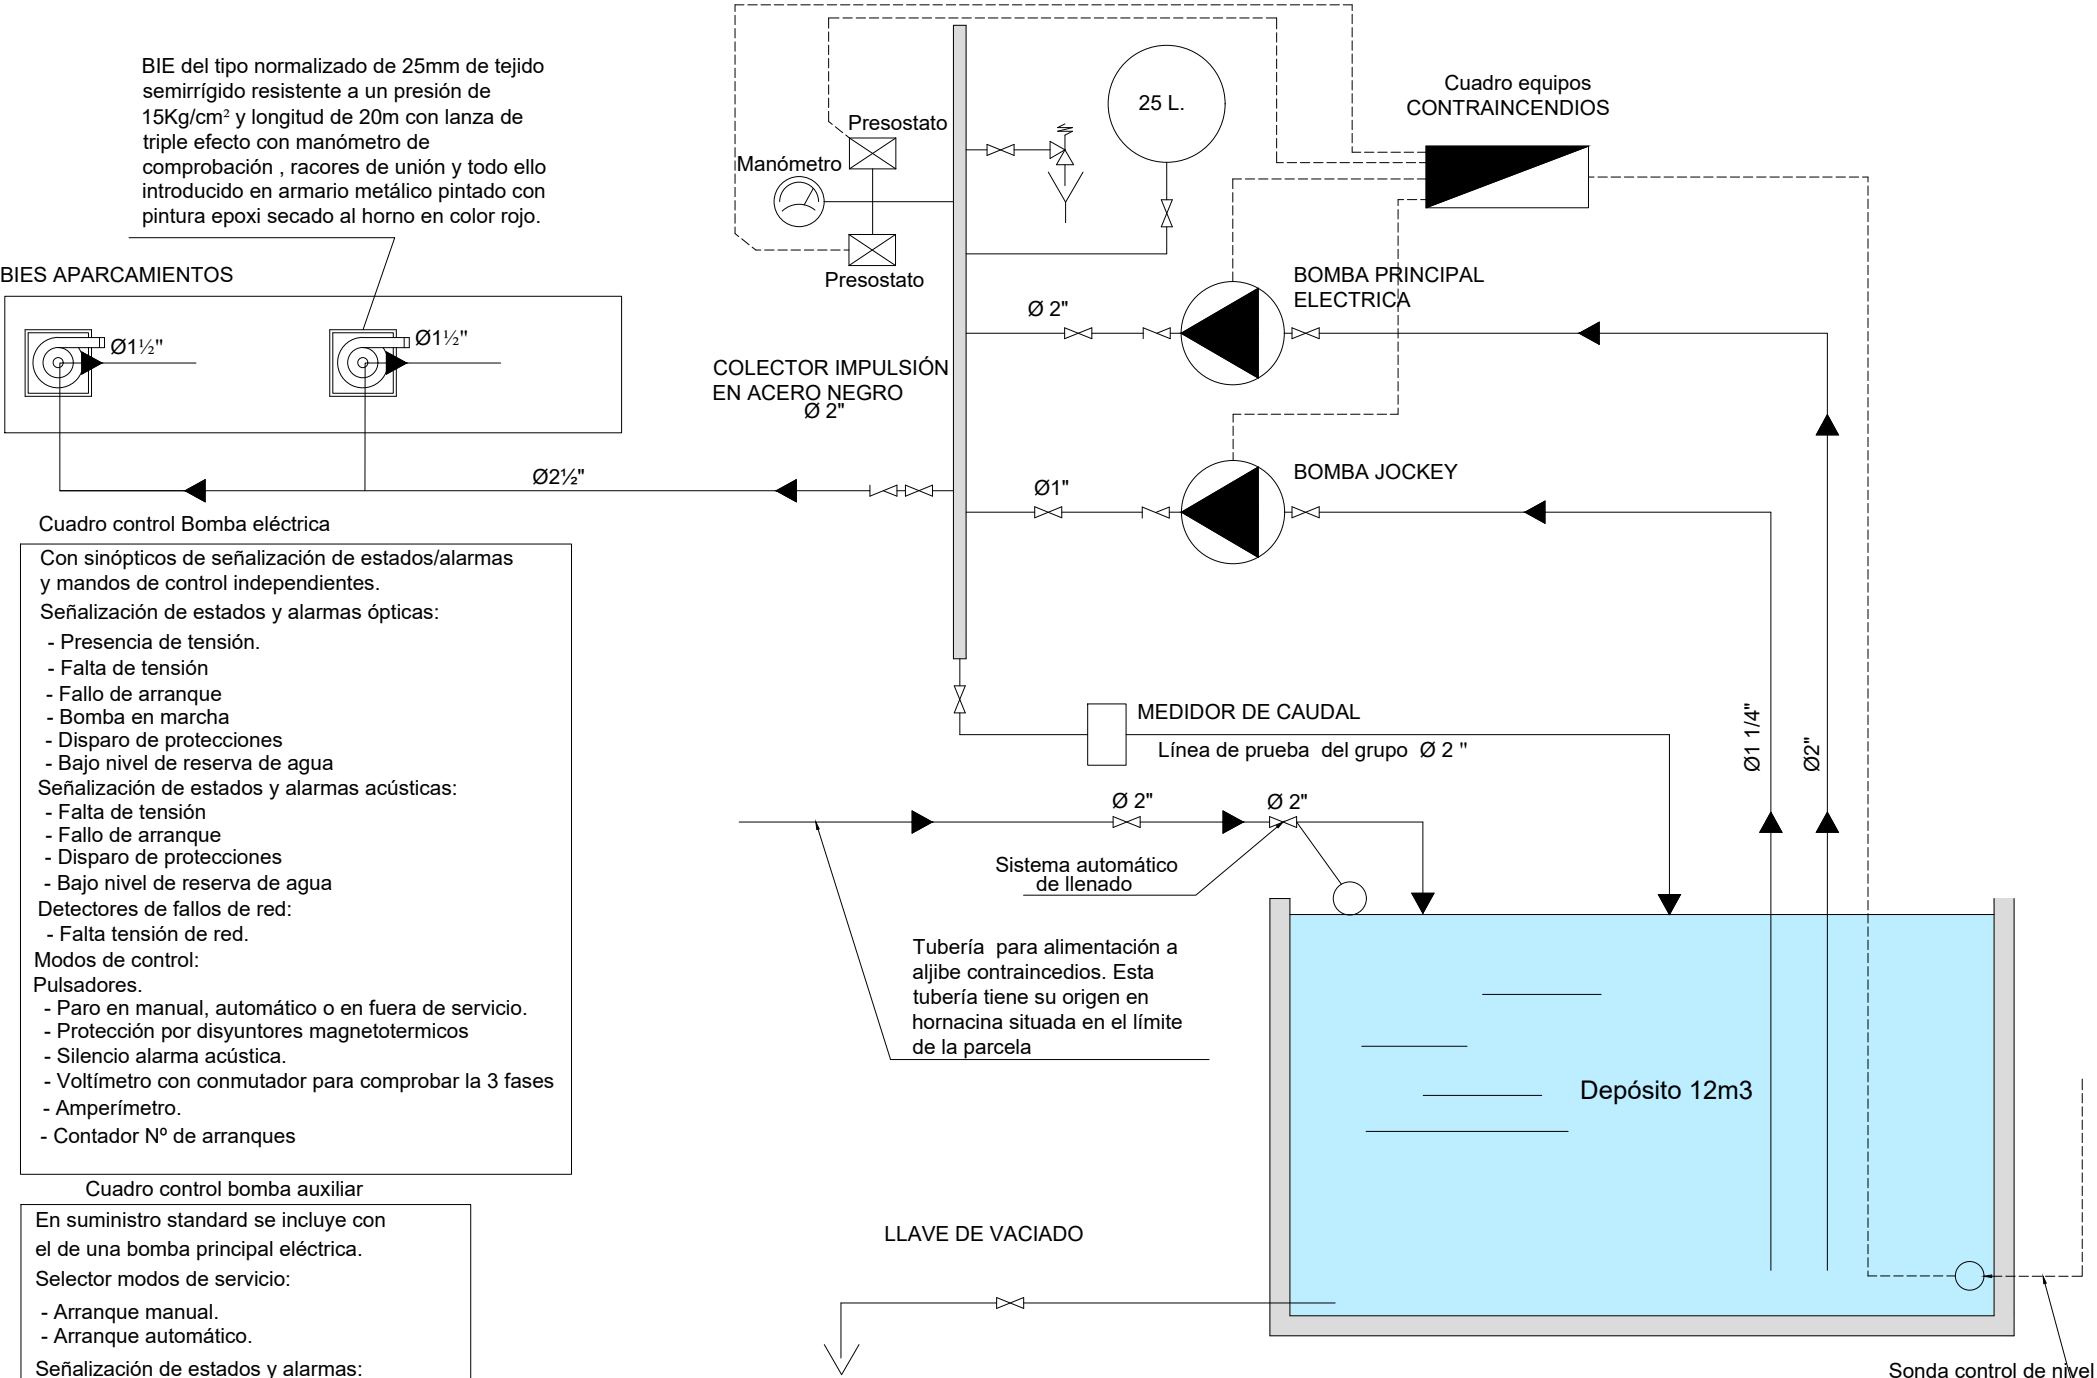 BIE del tipo normalizado de 25mm de tejido
semirrígido resistente a un presión de
15Kg/cm² y longitud de 20m con lanza de
triple efecto con manómetro de
comprobación , racores de unión y todo ello
introducido en armario metálico pintado con
pintura epoxi secado al horno en color rojo.
BIES APARCAMIENTOS
Ø1½"
Ø1½"
Ø2½"
Presostato
Manómetro
Presostato
25 L.
Cuadro equipos
CONTRAINCENDIOS
BOMBA PRINCIPAL
ELECTRICA
Ø 2"
COLECTOR IMPULSIÓN
EN ACERO NEGRO
Ø 2"
BOMBA JOCKEY
Ø1"
Cuadro control Bomba eléctrica
Con sinópticos de señalización de estados/alarmas
y mandos de control independientes.
Señalización de estados y alarmas ópticas:
- Presencia de tensión.
- Falta de tensión
- Fallo de arranque
- Bomba en marcha
- Disparo de protecciones
- Bajo nivel de reserva de agua
Señalización de estados y alarmas acústicas:
- Falta de tensión
- Fallo de arranque
- Disparo de protecciones
- Bajo nivel de reserva de agua
Detectores de fallos de red:
- Falta tensión de red.
Modos de control:
Pulsadores.
- Paro en manual, automático o en fuera de servicio.
- Protección por disyuntores magnetotermicos
- Silencio alarma acústica.
- Voltímetro con conmutador para comprobar la 3 fases
- Amperímetro.
- Contador Nº de arranques
Cuadro control bomba auxiliar
En suministro standard se incluye con
el de una bomba principal eléctrica.
Selector modos de servicio:
- Arranque manual.
- Arranque automático.
Señalización de estados y alarmas:
MEDIDOR DE CAUDAL
Línea de prueba del grupo Ø 2 "
Ø1 1/4"
Ø2"
Ø 2"
Ø 2"
Sistema automático
de llenado
Tubería para alimentación a
aljibe contraincedios. Esta
tubería tiene su origen en
hornacina situada en el límite
de la parcela
Depósito 12m3
LLAVE DE VACIADO
Sonda control de nivel